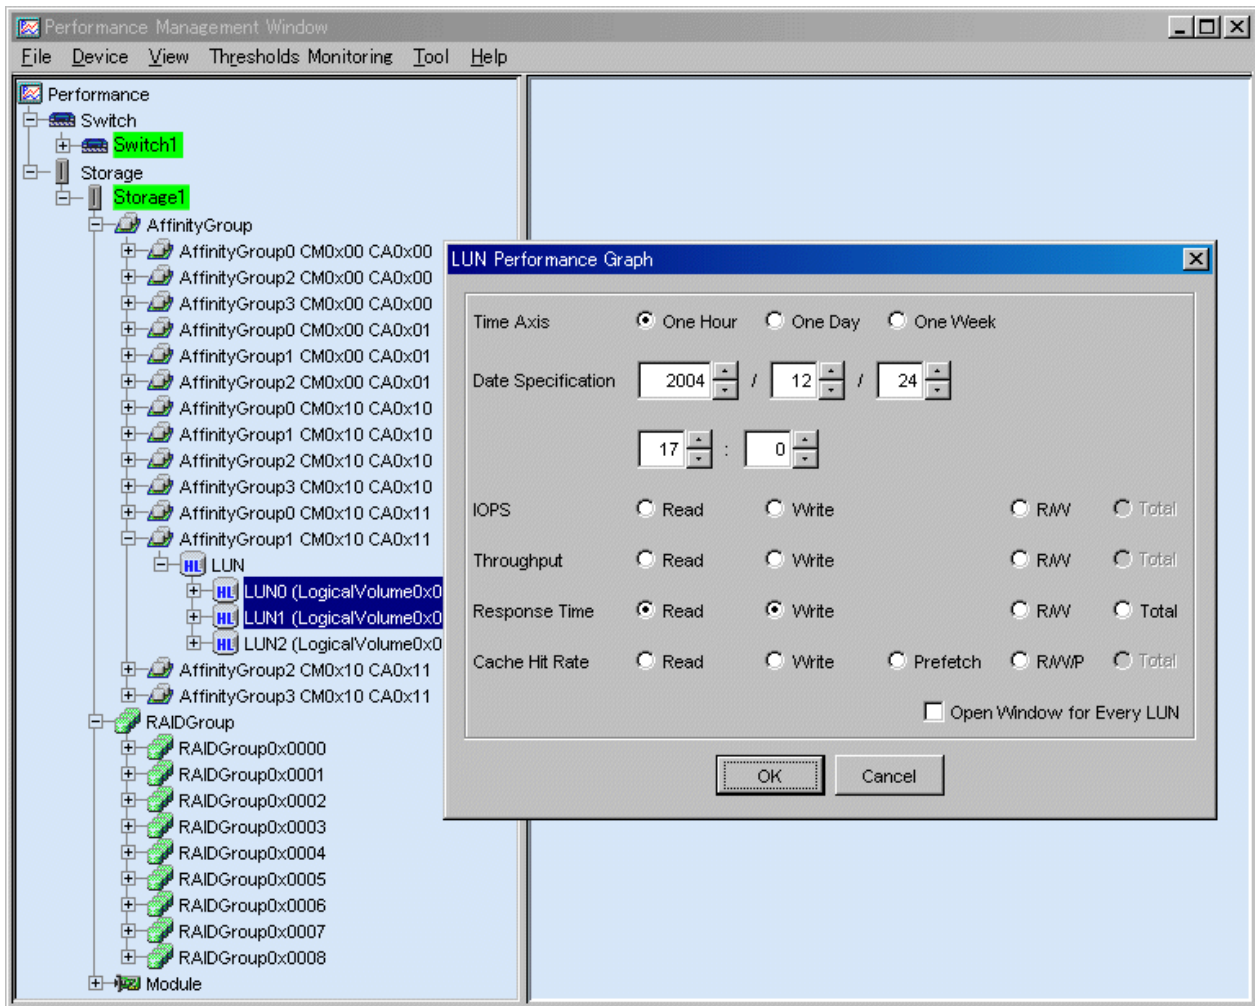 Performance Management Window
File Device View Thresholds Monitoring Tool Help
Performance
Switch
Switch1
Storage
Storage1
AffinityGroup
AffinityGroup0 CM0x00 CA0x00
AffinityGroup2 CM0x00 CA0x00
AffinityGroup3 CM0x00 CA0x00
AffinityGroup0 CM0x00 CA0x01
AffinityGroup1 CM0x00 CA0x01
AffinityGroup2 CM0x00 CA0x01
AffinityGroup0 CM0x10 CA0x10
AffinityGroup1 CM0x10 CA0x10
AffinityGroup2 CM0x10 CA0x10
AffinityGroup3 CM0x10 CA0x10
AffinityGroup0 CM0x10 CA0x11
AffinityGroup1 CM0x10 CA0x11
HL LUN
HL LUN0 (LogicalVolume0x0
HL LUN1 (LogicalVolume0x0
HL LUN2 (LogicalVolume0x0
AffinityGroup2 CM0x10 CA0x11
AffinityGroup3 CM0x10 CA0x11
RAIDGroup
RAIDGroup0x0000
RAIDGroup0x0001
RAIDGroup0x0002
RAIDGroup0x0003
RAIDGroup0x0004
RAIDGroup0x0005
RAIDGroup0x0006
RAIDGroup0x0007
RAIDGroup0x0008
Module
LUN Performance Graph
Time Axis One Hour One Day One Week
Date Specification 2004 / 12 / 24
17 : 0
IOPS Read Write R/W Total
Throughput Read Write R/W Total
Response Time Read Write R/W Total
Cache Hit Rate Read Write Prefetch R/W/P Total
Open Window for Every LUN
OK Cancel